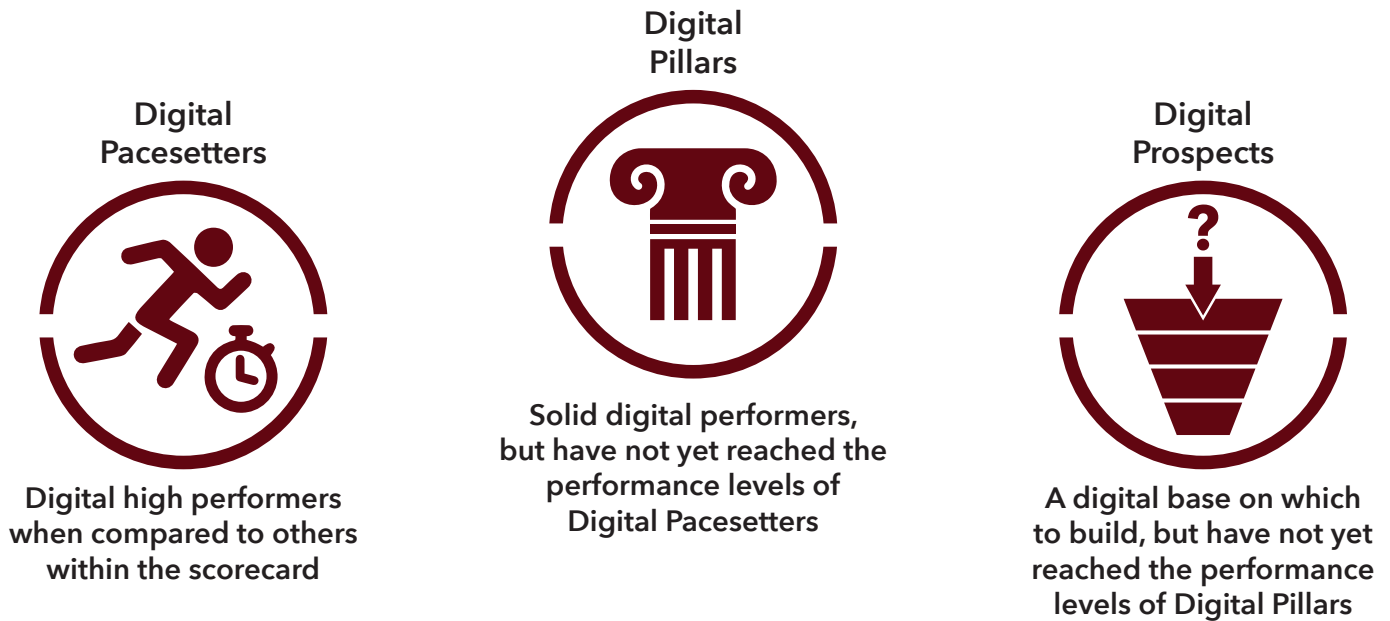 Digital
Pacesetters
Digital high performers
when compared to others
within the scorecard
Digital
Pillars
Solid digital performers,
but have not yet reached the
performance levels of
Digital Pacesetters
Digital
Prospects
?
A digital base on which
to build, but have not yet
reached the performance
levels of Digital Pillars